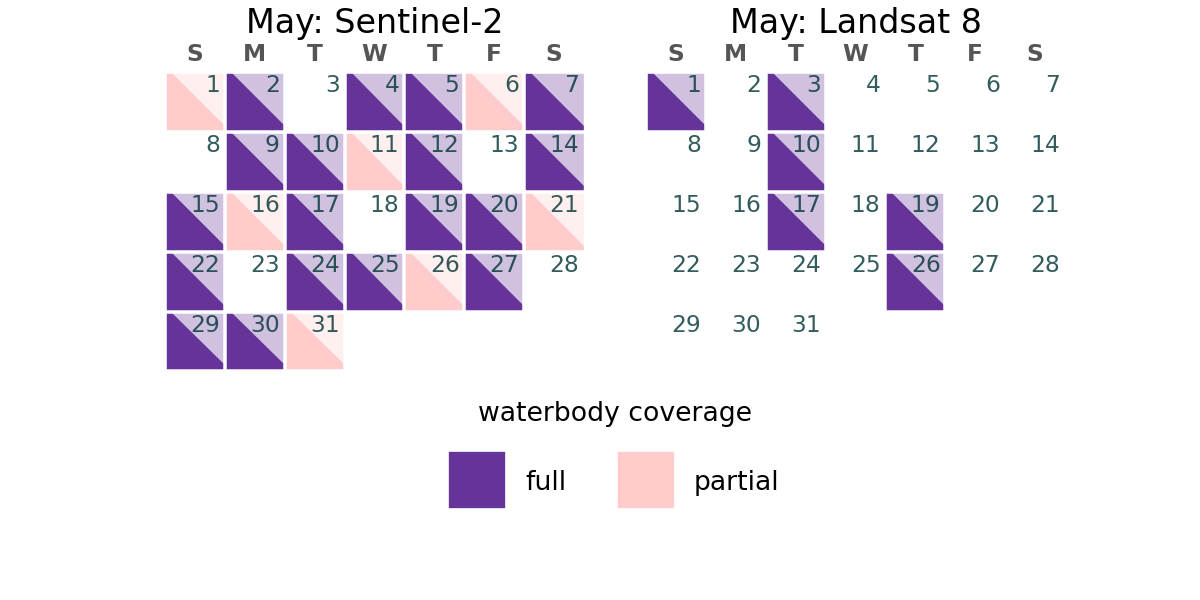 May: Sentinel-2
S M T W T F S
1 2 3 4 5 6 7
8 9 10 11 12 13 14
15 16 17 18 19 20 21
22 23 24 25 26 27 28
29 30 31
May: Landsat 8
S M T W T F S
1 2 3 4 5 6 7
8 9 10 11 12 13 14
15 16 17 18 19 20 21
22 23 24 25 26 27 28
29 30 31
waterbody coverage
full
partial